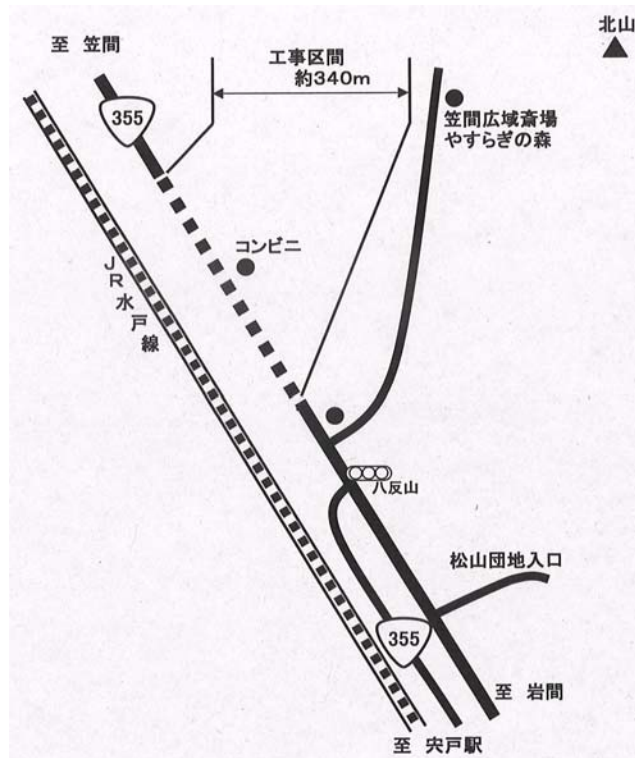 北山
至 笠間
工事区間
約340m
355
笠間広域斎場
やすらぎの森
コンビニ
JR水戸線
八反山
松山団地入口
355
至 岩間
至 宍戸駅